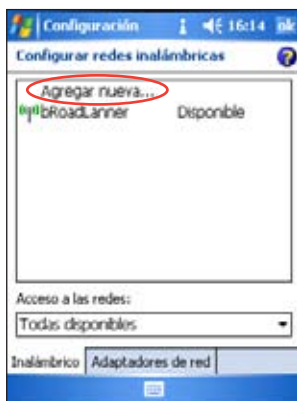 Configuración 16:14 ok
Configurar redes inalámbricas ?
Agregar nueva...
bRoadLanner Disponible
Acceso a las redes:
Todas disponibles
Inalámbrico Adaptadores de red